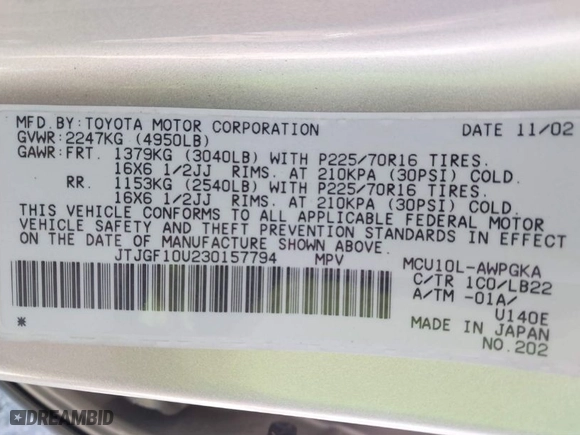 MFD.BY:TOYOTA MOTOR CORPORATION DATE 11/02
GVWR:2247KG (4950LB)
GAWR:FRT. 1379KG (3040LB) WITH P225/70R16 TIRES.
16X6 1/2JJ RIMS. AT 210KPA (30PSI) COLD.
RR. 1153KG (2540LB) WITH P225/70R16 TIRES.
16X6 1/2JJ RIMS. AT 210KPA (30PSI) COLD.
THIS VEHICLE CONFORMS TO ALL APPLICABLE FEDERAL MOTOR
VEHICLE SAFETY AND THEFT PREVENTION STANDARDS IN EFFECT
ON THE DATE OF MANUFACTURE SHOWN ABOVE.
JTJGF10U230157794 MPV MCU10L-AWPGKA
C/TR 1C0/LB22
A/TM -01A/
U140E
* MADE IN JAPAN
NO.202
DREAMBID